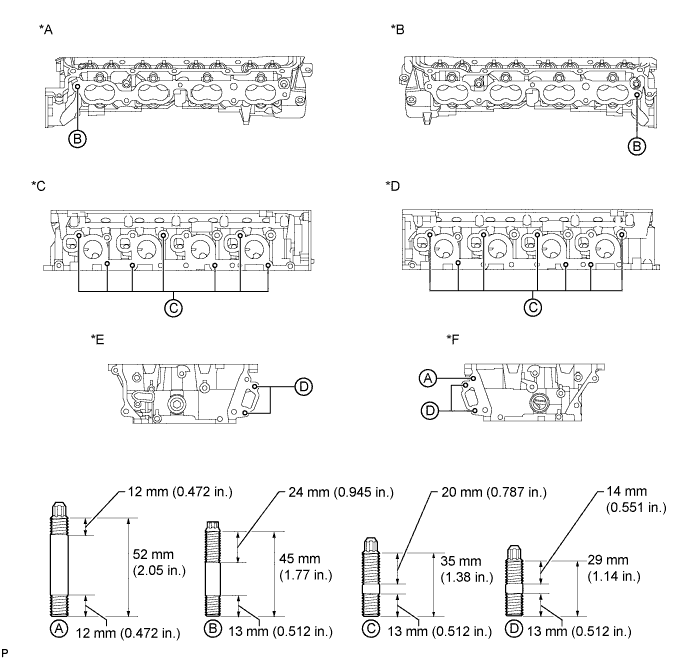 *A
*B
B
B
*C
*D
C
C
*E
*F
D
A
D
12 mm (0.472 in.)
24 mm (0.945 in.)
20 mm (0.787 in.)
14 mm
(0.551 in.)
52 mm
(2.05 in.)
45 mm
(1.77 in.)
35 mm
(1.38 in.)
29 mm
(1.14 in.)
A
12 mm (0.472 in.)
B
13 mm (0.512 in.)
C
13 mm (0.512 in.)
D
13 mm (0.512 in.)
P